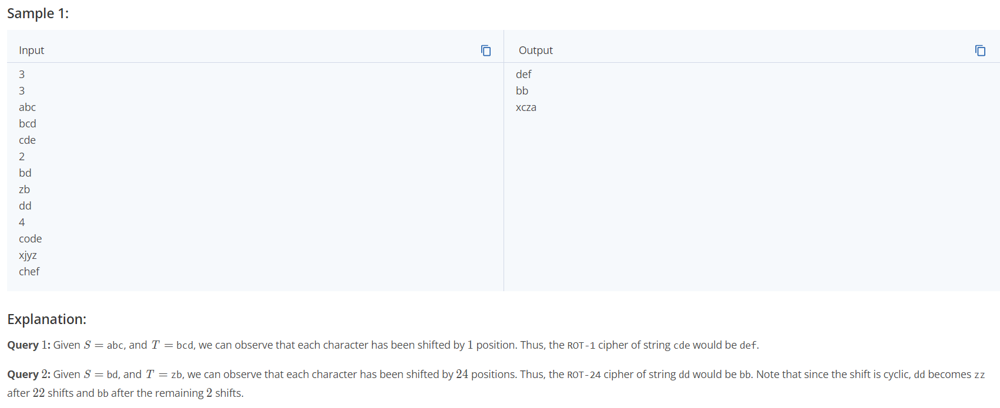 Sample 1:
Input
Output
3
3
abc
bcd
cde
2
bd
zb
dd
4
code
xjyz
chef
def
bb
xcza
Explanation:
Query 1: Given S = abc, and T = bcd, we can observe that each character has been shifted by 1 position. Thus, the ROT-1 cipher of string cde would be def.
Query 2: Given S = bd, and T = zb, we can observe that each character has been shifted by 24 positions. Thus, the ROT-24 cipher of string dd would be bb. Note that since the shift is cyclic, dd becomes zz
after 22 shifts and bb after the remaining 2 shifts.